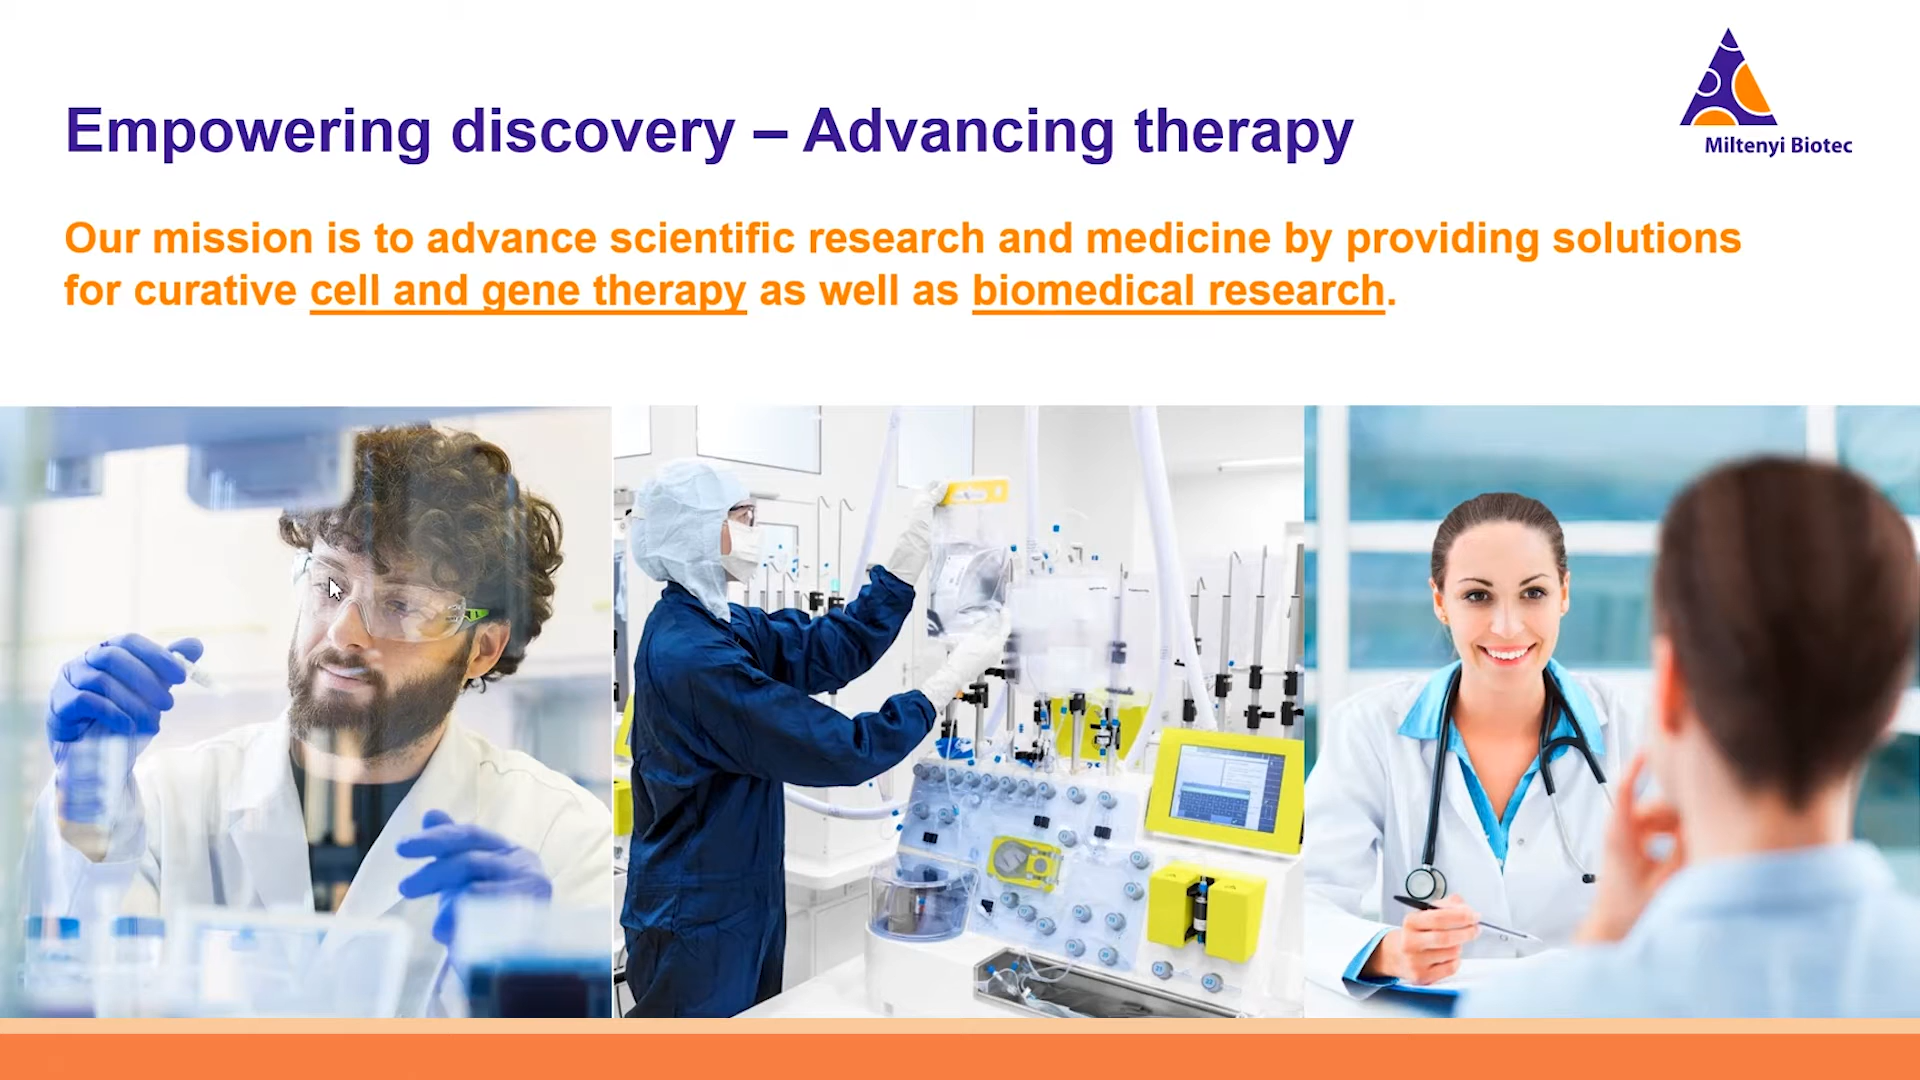 Empowering discovery – Advancing therapy
Miltenyi Biotec
Our mission is to advance scientific research and medicine by providing solutions
for curative cell and gene therapy as well as biomedical research.